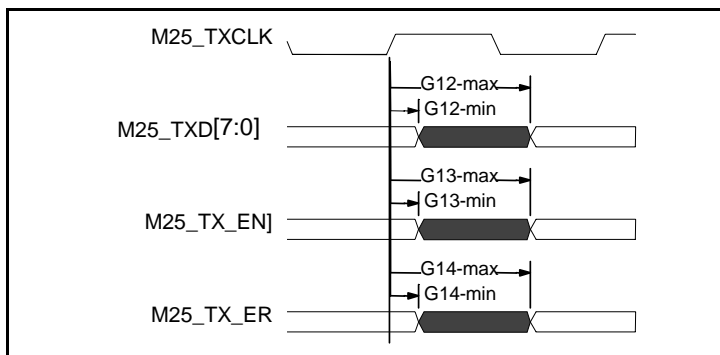 M25_TXCLK
G12-max
G12-min
M25_TXD[7:0]
G13-max
G13-min
M25_TX_EN]
G14-max
G14-min
M25_TX_ER